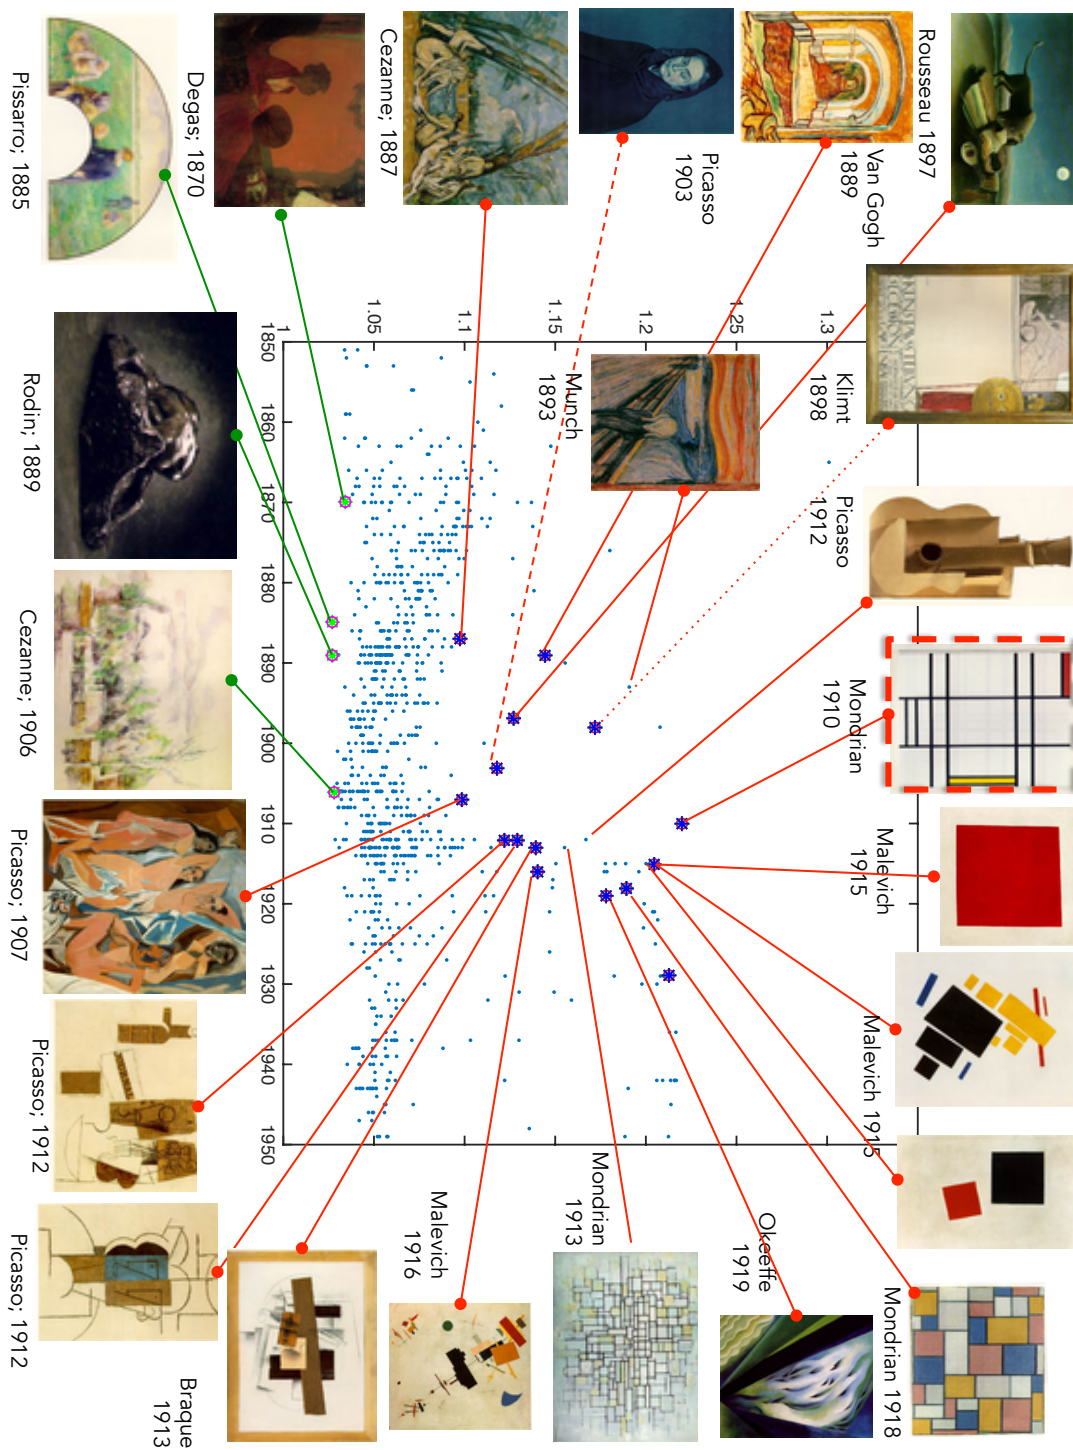 Rousseau 1897
Van Gogh
1889
Klimt
1898
Picasso
1912
Mondrian
1910
Malevich
1915
Malevich 1915
Mondrian 1918
Picasso
1903
Munch
1893
Okeeffe
1919
Mondrian
1913
Malevich
1916
Cezanne; 1887
Degas; 1870
Pissarro; 1885
1.3
1.25
1.2
1.15
1.1
1.05
1
1850
1860
1870
1880
1890
1900
1910
1920
1930
1940
1950
Rodin; 1889
Cezanne; 1906
Picasso; 1907
Picasso; 1912
Picasso; 1912
Braque
1913